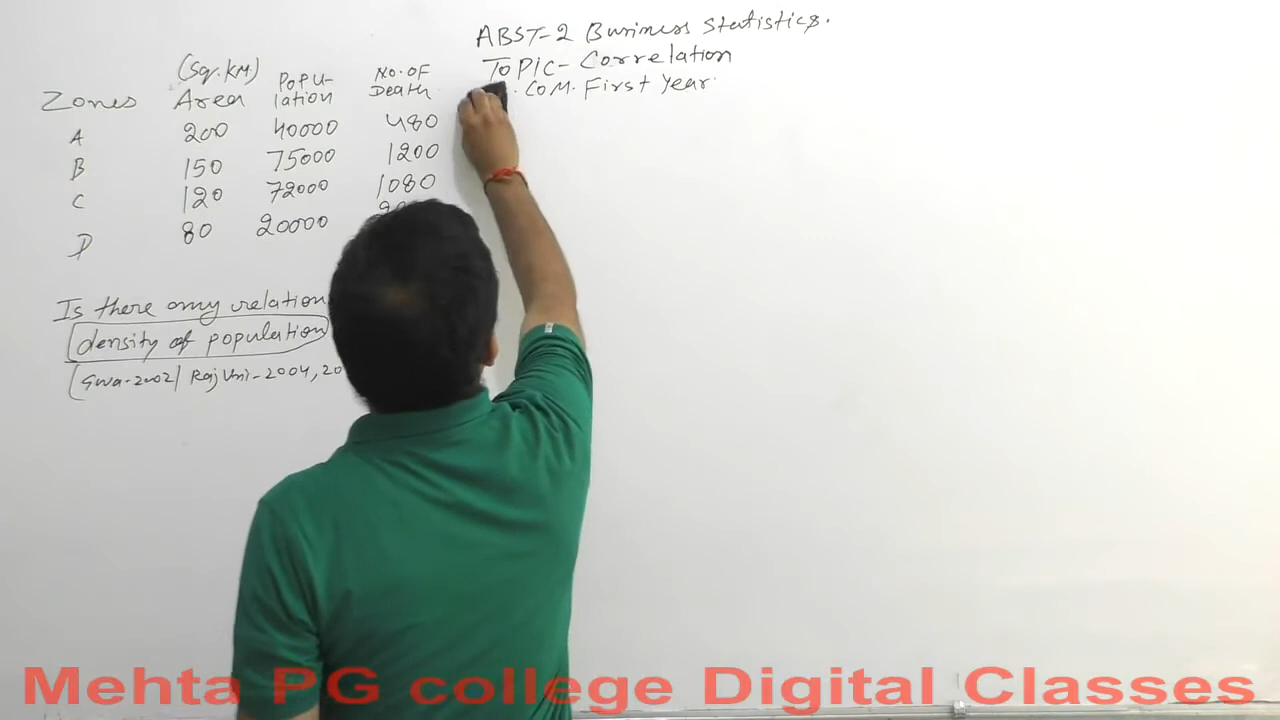 ABST-2 Business Statistics.
Topic- Correlation
.COM. First Year
(Sq.KM) Popu- No. of
Zones Area lation Death
A 200 40000 480
B 150 75000 1200
C 120 72000 1080
D 80 20000
Is there any relation
density of population
(Gwa-2002/ Raj Uni-2004, 20
Mehta PG college Digital Classes